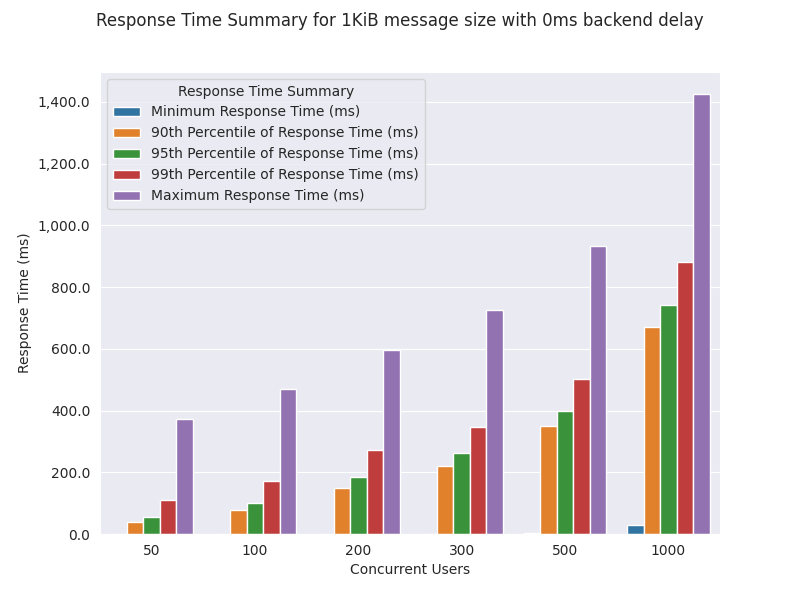 Response Time Summary for 1KiB message size with 0ms backend delay
Response Time Summary
Minimum Response Time (ms)
90th Percentile of Response Time (ms)
95th Percentile of Response Time (ms)
99th Percentile of Response Time (ms)
Maximum Response Time (ms)
Response Time (ms)
1,400.0
1,200.0
1,000.0
800.0
600.0
400.0
200.0
0.0
50 100 200 300 500 1000
Concurrent Users